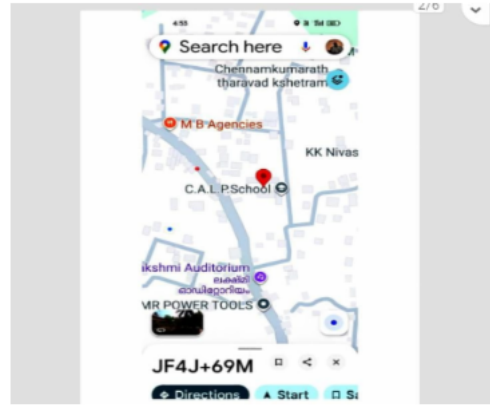 2/6
4:55
Search here
Chennamkumarath
tharavad kshetram
M B Agencies
KK Nivas
C.A.L.P.School
kshmi Auditorium
ലക്ഷ്മി
ഓഡിറ്റോറിയം
MR POWER TOOLS
JF4J+69M
Directions
Start